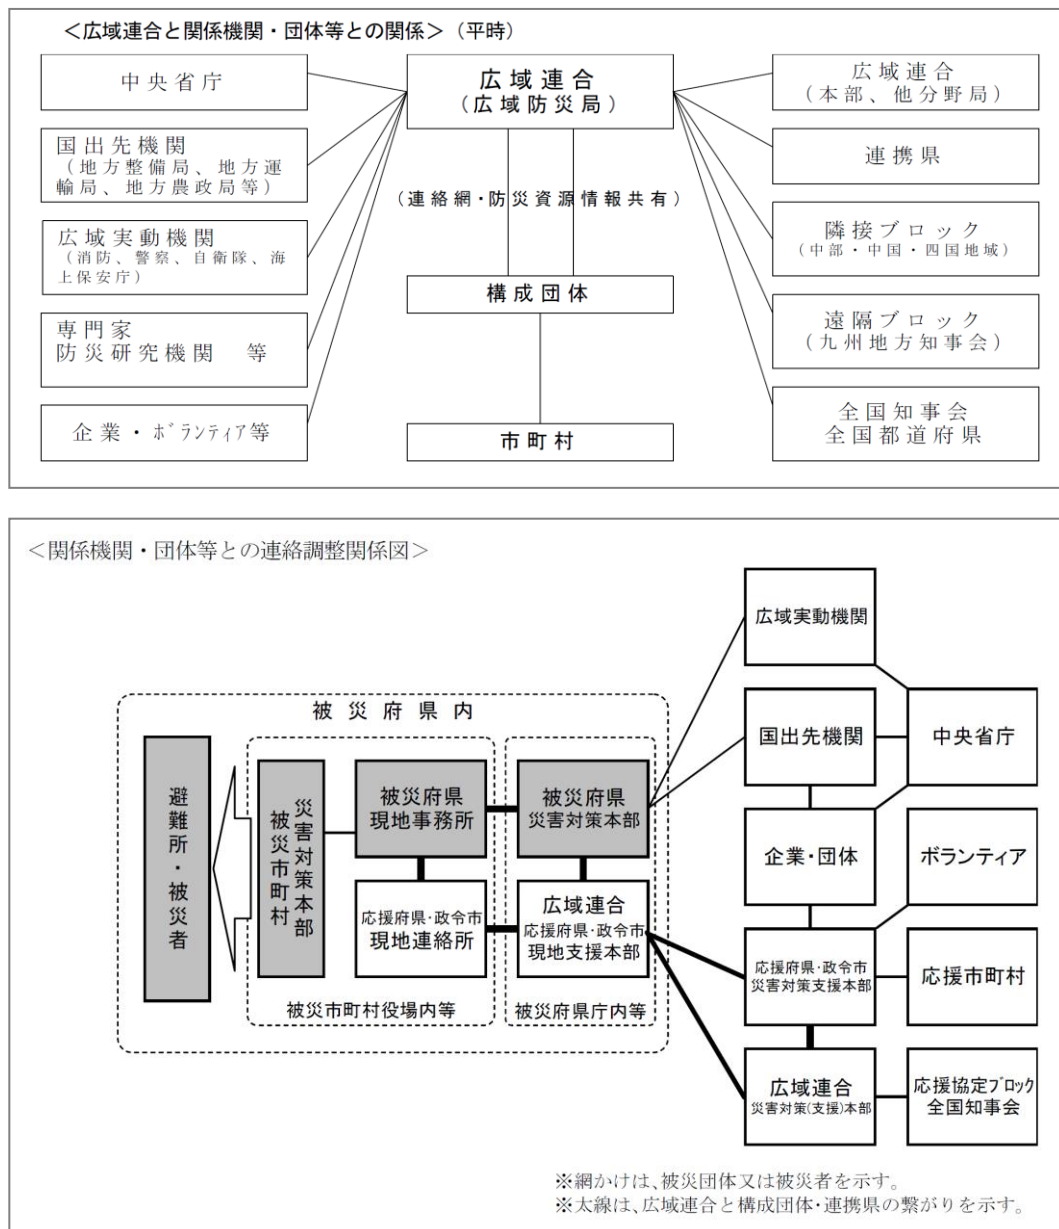 ＜広域連合と関係機関・団体等との関係＞（平時）
中央省庁
国出先機関
（地方整備局、地方運
輸局、地方農政局等）
広域実動機関
（消防、警察、自衛隊、海
上保安庁）
専門家
防災研究機関　等
企業・ﾎﾞﾗﾝﾃｨｱ等
広域連合
（広域防災局）
（連絡網・防災資源情報共有）
構成団体
市町村
広域連合
（本部、他分野局）
連携県
隣接ブロック
（中部・中国・四国地域）
遠隔ブロック
（九州地方知事会）
全国知事会
全国都道府県
＜関係機関・団体等との連絡調整関係図＞
被災府県内
避難所・被災者
災害対策本部
被災市町村
被災府県
現地事務所
応援府県･政令市
現地連絡所
被災市町村役場内等
被災府県
災害対策本部
広域連合
応援府県･政令市
現地支援本部
被災府県庁内等
広域実動機関
国出先機関
中央省庁
企業・団体
ボランティア
応援府県･政令市
災害対策支援本部
応援市町村
広域連合
災害対策(支援)本部
応援協定ﾌﾞﾛｯｸ
全国知事会
※網かけは、被災団体又は被災者を示す。
※太線は、広域連合と構成団体・連携県の繋がりを示す。